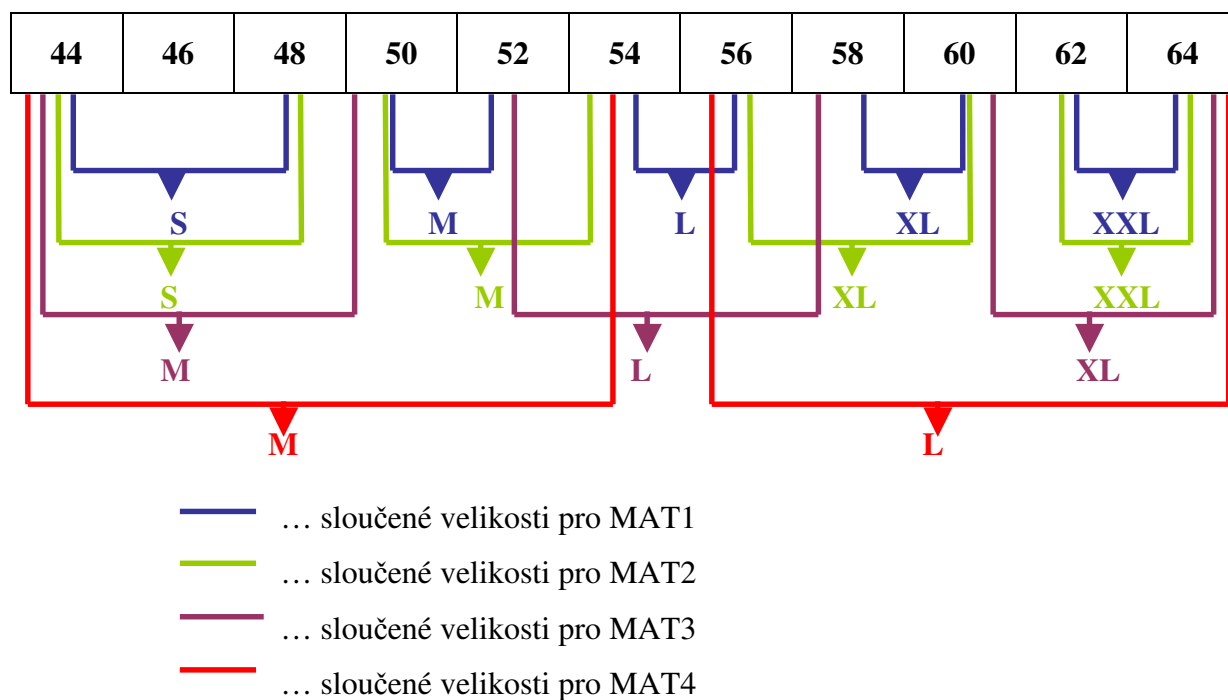 44 46 48 50 52 54 56 58 60 62 64
S M L XL XXL
S M XL XXL
M L XL
M L
… sloučené velikosti pro MAT1
… sloučené velikosti pro MAT2
… sloučené velikosti pro MAT3
… sloučené velikosti pro MAT4